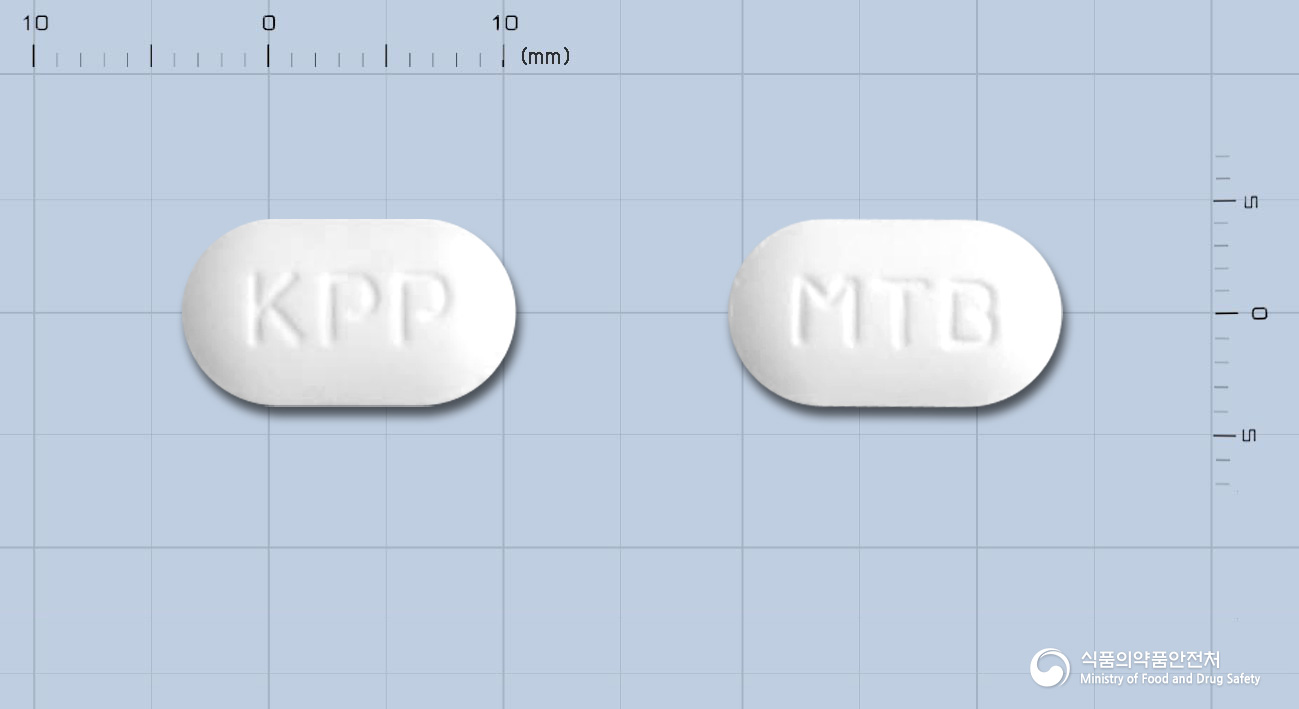 10 0 10
(mm)
5
0
5
KPP
MTB
식품의약품안전처
Ministry of Food and Drug Safety